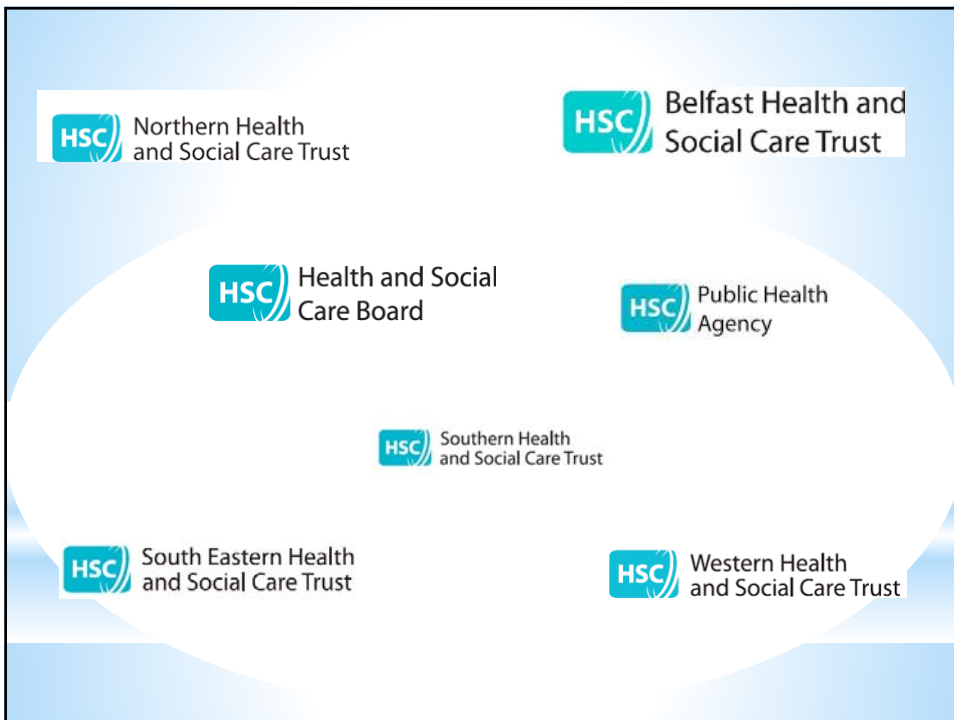 HSC Northern Health
and Social Care Trust
HSC Belfast Health and
Social Care Trust
HSC Health and Social
Care Board
HSC Public Health
Agency
HSC Southern Health
and Social Care Trust
HSC South Eastern Health
and Social Care Trust
HSC Western Health
and Social Care Trust